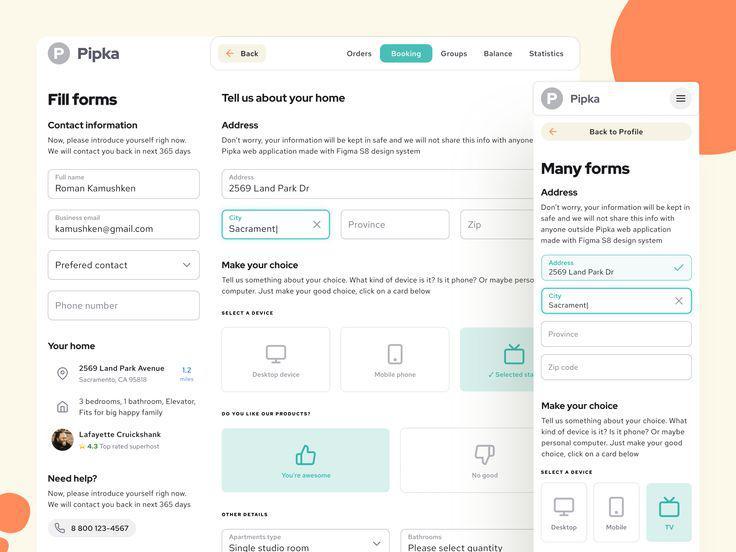 P Pipka
Back
Orders
Booking
Groups
Balance
Statistics
Fill forms
Contact information
Now, please introduce yourself righ now.
We will contact you back in next 365 days
Full name
Roman Kamushken
Business email
kamushken@gmail.com
Prefered contact
Phone number
Your home
2569 Land Park Avenue
Sacramento, CA 95818
1.2
miles
3 bedrooms, 1 bathroom, Elevator,
Fits for big happy family
Lafayette Cruickshank
4.3 Top rated superhost
Need help?
Now, please introduce yourself righ now.
We will contact you back in next 365 days
8 800 123-4567
Tell us about your home
Address
Don't worry, your information will be kept in safe and we will not share this info with anyone
Pipka web application made with Figma S8 design system
Address
2569 Land Park Dr
City
Sacrament
Province
Zip
Make your choice
Tell us something about your choice. What kind of device is it? Is it phone? Or maybe perso
computer. Just make your good choice, click on a card below
SELECT A DEVICE
Desktop device
Mobile phone
✓ Selected sta
DO YOU LIKE OUR PRODUCTS?
You're awesome
No good
OTHER DETAILS
Apartments type
Single studio room
Bathrooms
Please select quantity
P Pipka
Back to Profile
Many forms
Address
Don't worry, your information will be kept in
safe and we will not share this info with
anyone outside Pipka web application
made with Figma S8 design system
Address
2569 Land Park Dr
City
Sacrament
Province
Zip code
Make your choice
Tell us something about your choice. What
kind of device is it? Is it phone? Or maybe
personal computer. Just make your good
choice, click on a card below
SELECT A DEVICE
Desktop
Mobile
TV